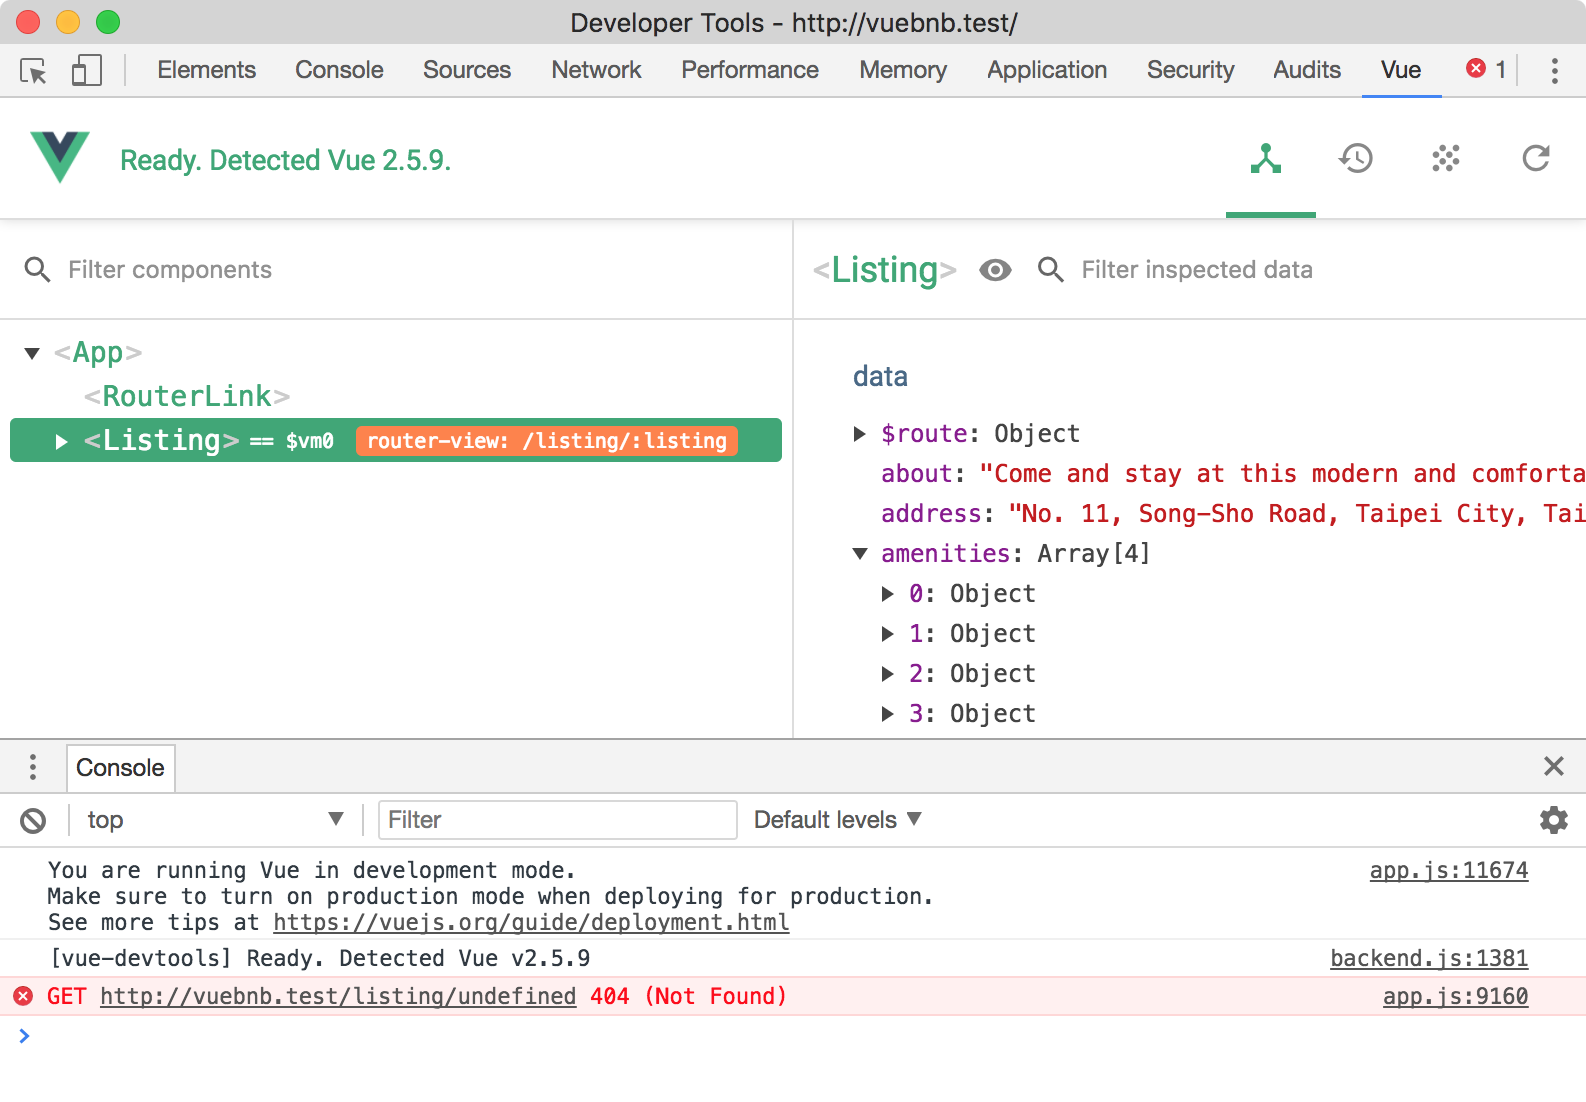 Developer Tools - http://vuebnb.test/
Elements Console Sources Network Performance Memory Application Security Audits Vue 1
Ready. Detected Vue 2.5.9.
Filter components
<Listing> Filter inspected data
<App>
<RouterLink>
<Listing> == $vm0 router-view: /listing/:listing
data
$route: Object
about: "Come and stay at this modern and comforta
address: "No. 11, Song-Sho Road, Taipei City, Tai
amenities: Array[4]
0: Object
1: Object
2: Object
3: Object
Console
top Filter Default levels
You are running Vue in development mode. app.js:11674
Make sure to turn on production mode when deploying for production.
See more tips at https://vuejs.org/guide/deployment.html
[vue-devtools] Ready. Detected Vue v2.5.9 backend.js:1381
GET http://vuebnb.test/listing/undefined 404 (Not Found) app.js:9160